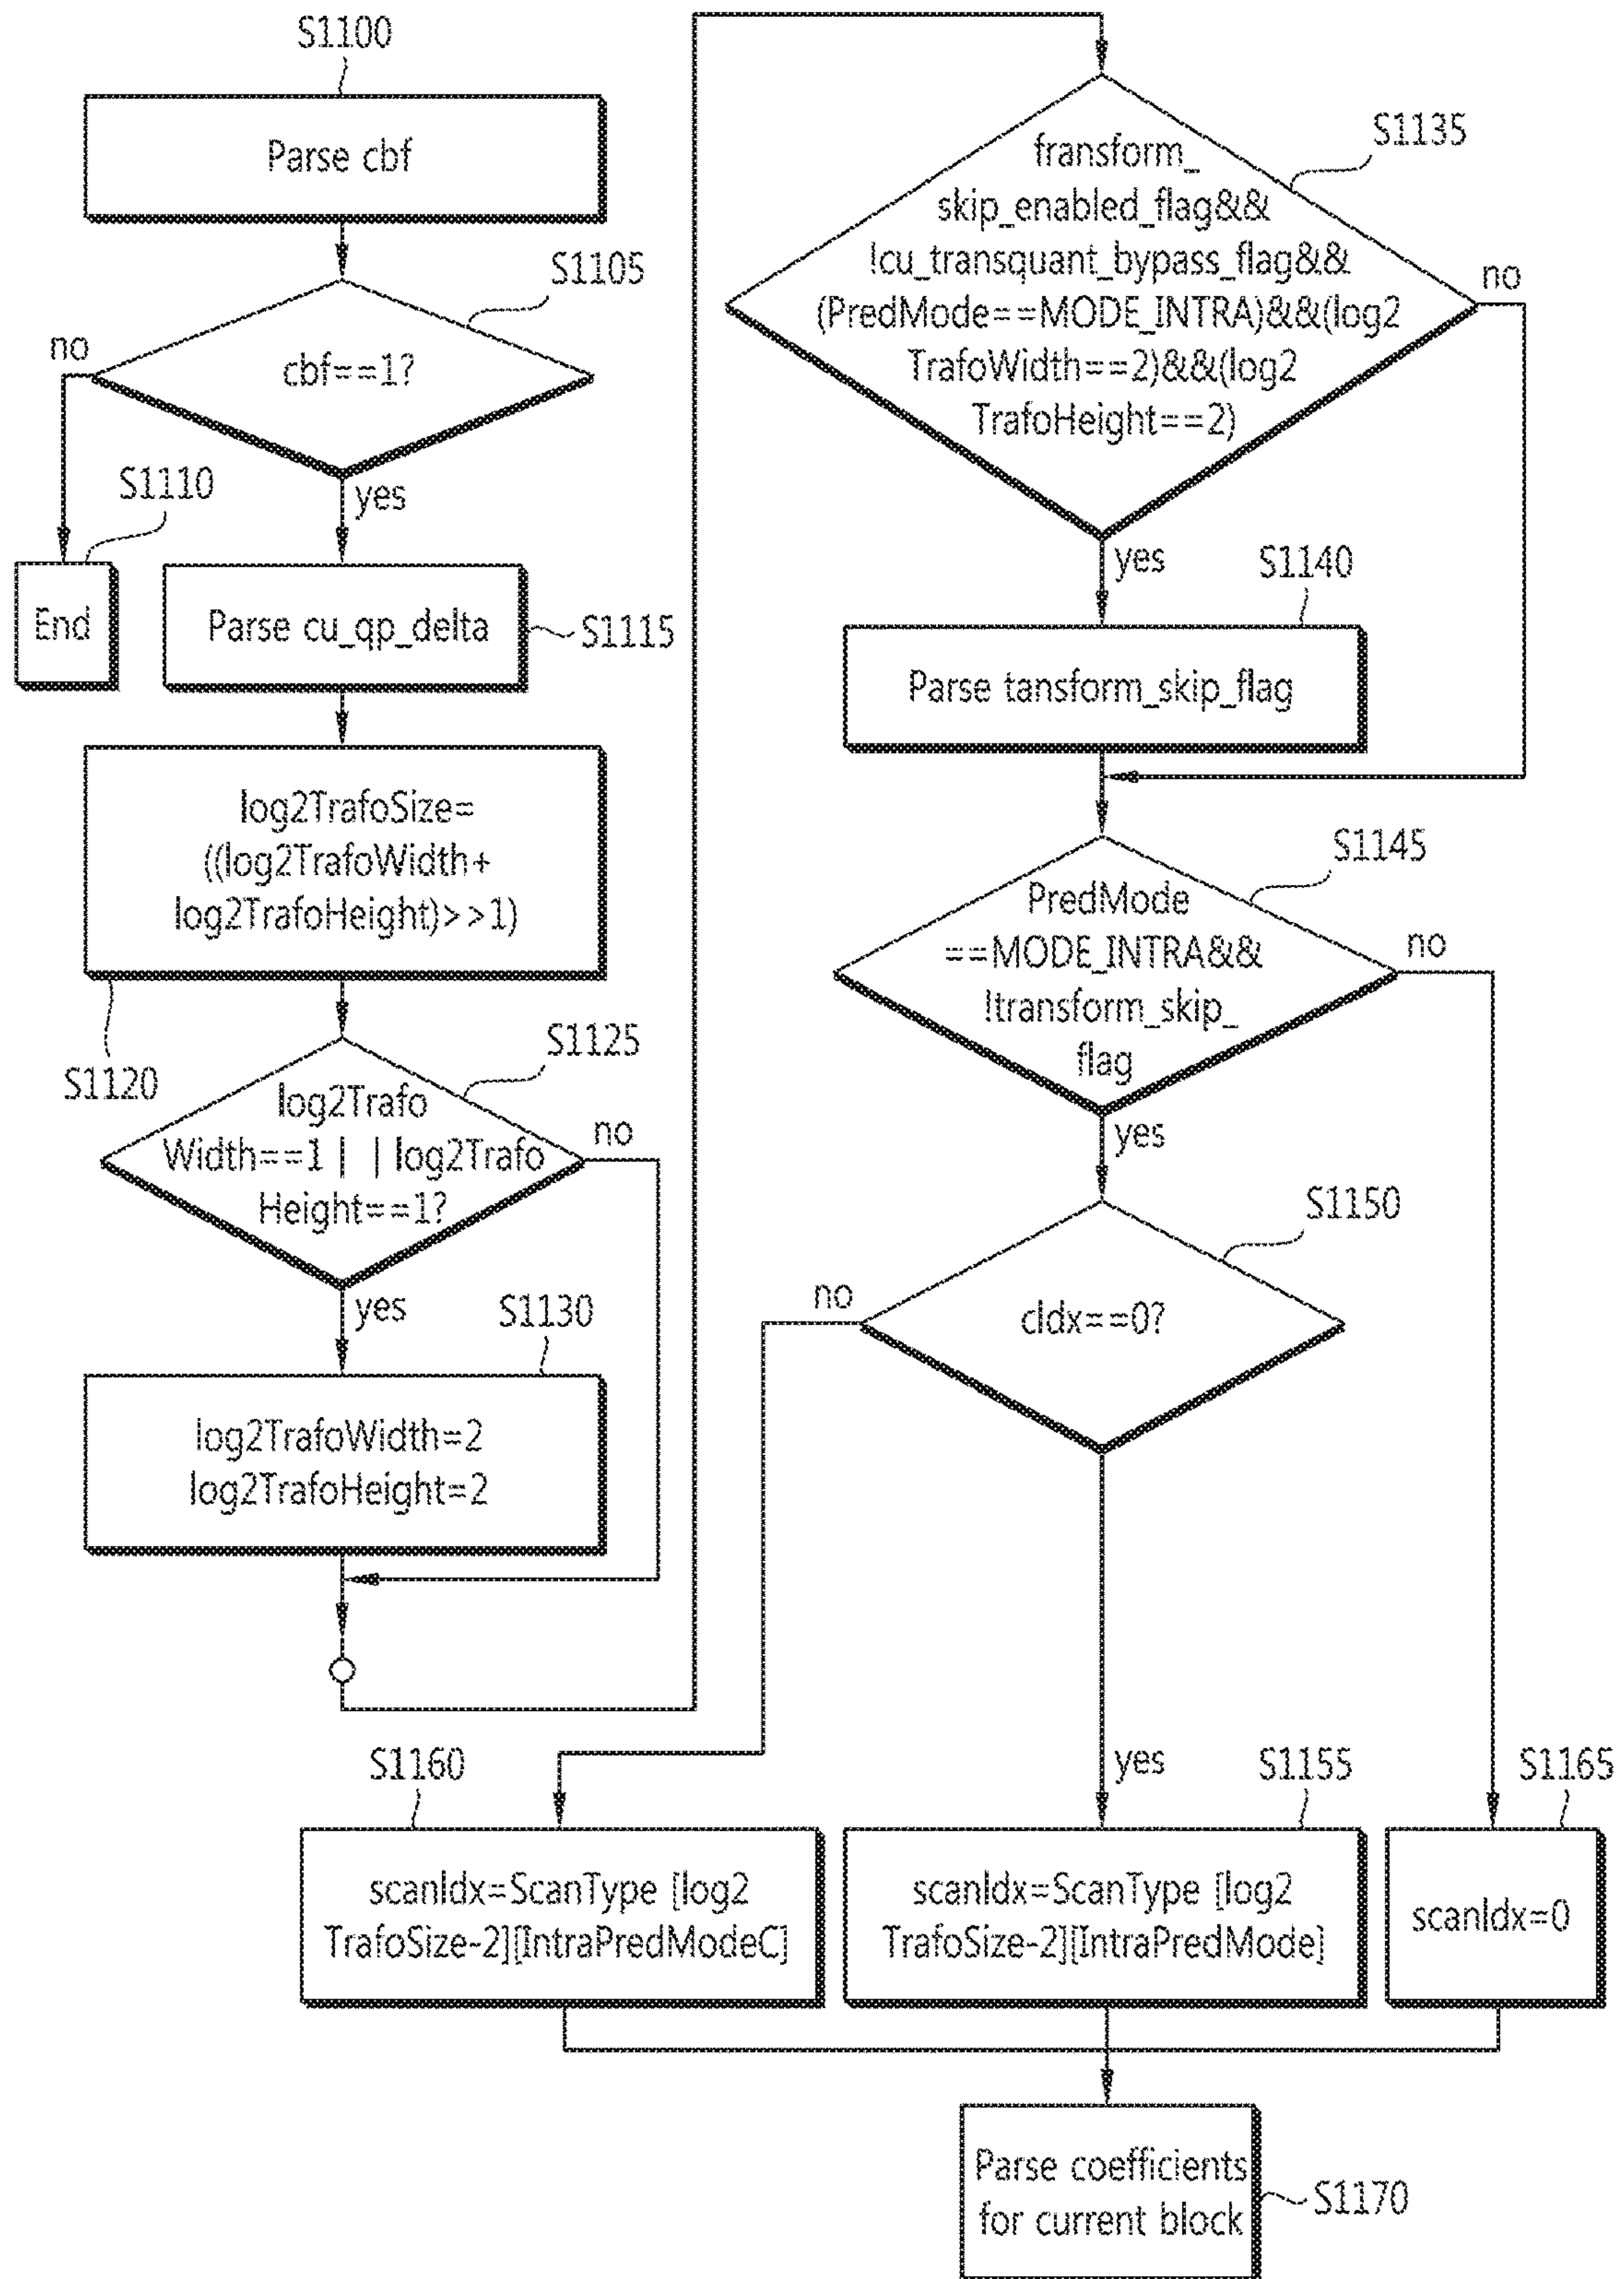 S1100
Parse cbf
S1105
no
cbf==1?
S1110
yes
End
Parse cu_qp_delta
S1115
log2TrafoSize=
((log2TrafoWidth+
log2TrafoHeight)>>1)
S1120
S1125
log2Trafo
Width==1 | | log2Trafo
Height==1?
no
yes
S1130
log2TrafoWidth=2
log2TrafoHeight=2
S1135
fransform_
skip_enabled_flag&&
!cu_transquant_bypass_flag&&
(PredMode==MODE_INTRA)&&(log2
TrafoWidth==2)&&(log2
TrafoHeight==2)
no
yes
S1140
Parse tansform_skip_flag
S1145
PredMode
==MODE_INTRA&&
!transform_skip_
flag
no
yes
S1150
no
cIdx==0?
yes
S1160
scanIdx=ScanType [log2
TrafoSize-2][IntraPredModeC]
S1155
scanIdx=ScanType [log2
TrafoSize-2][IntraPredMode]
S1165
scanIdx=0
Parse coefficients
for current block
S1170